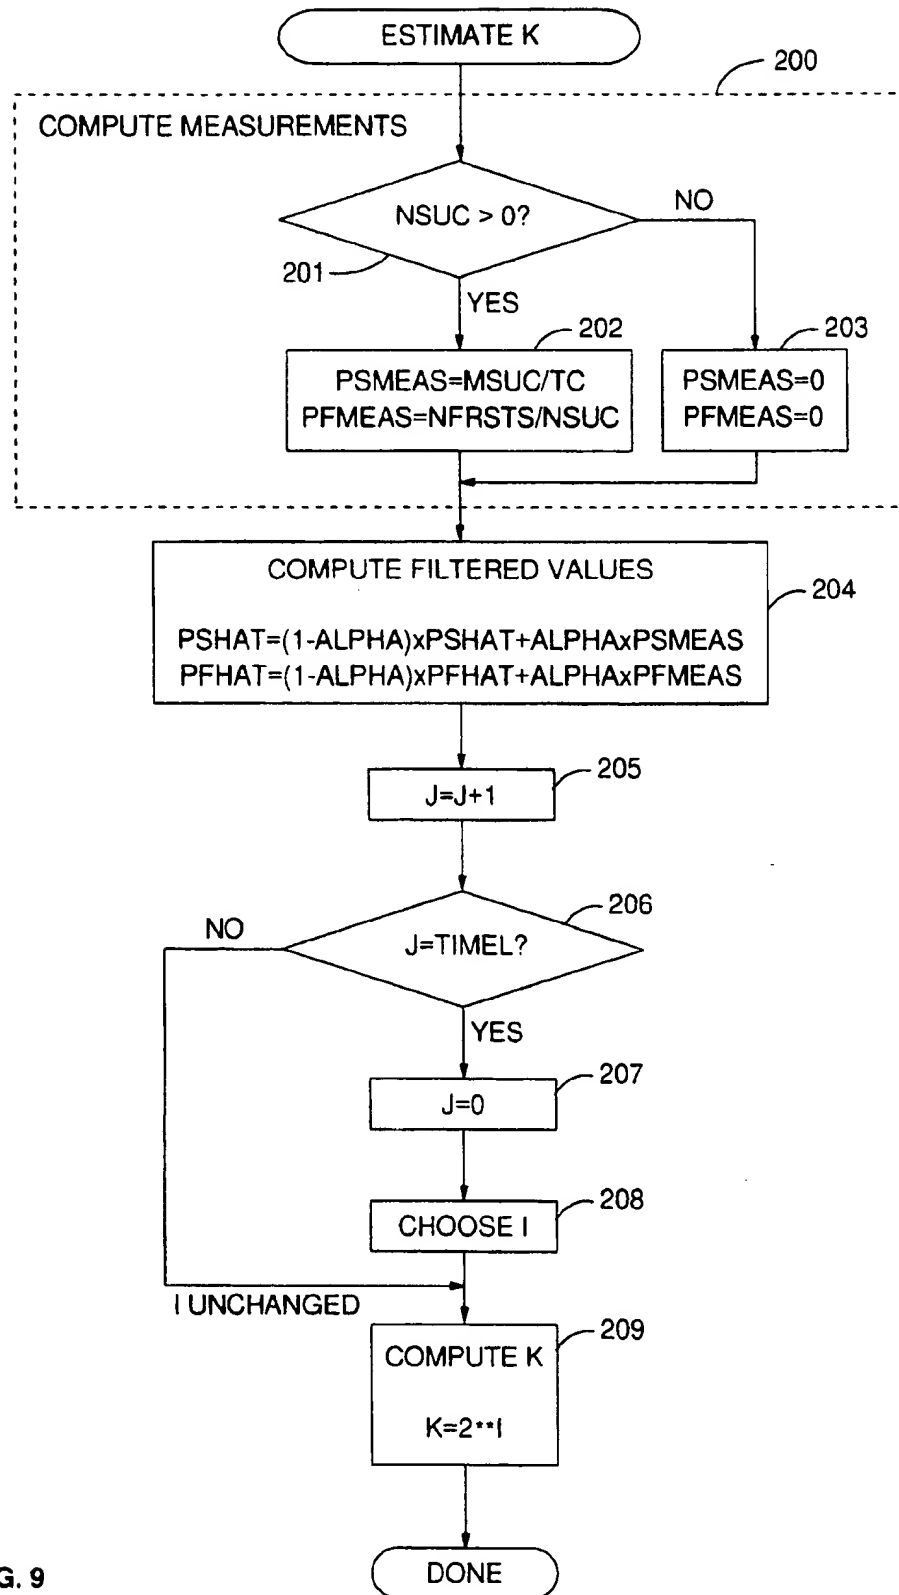 ESTIMATE K
200
COMPUTE MEASUREMENTS
NSUC > 0?
NO
201
YES
202
203
PSMEAS=MSUC/TC
PFMEAS=NFRSTS/NSUC
PSMEAS=0
PFMEAS=0
COMPUTE FILTERED VALUES
204
PSHAT=(1-ALPHA)xPSHAT+ALPHAxPSMEAS
PFHAT=(1-ALPHA)xPFHAT+ALPHAxPFMEAS
205
J=J+1
206
NO
J=TIMEL?
YES
207
J=0
208
CHOOSE I
I UNCHANGED
209
COMPUTE K
K=2**I
DONE
G. 9